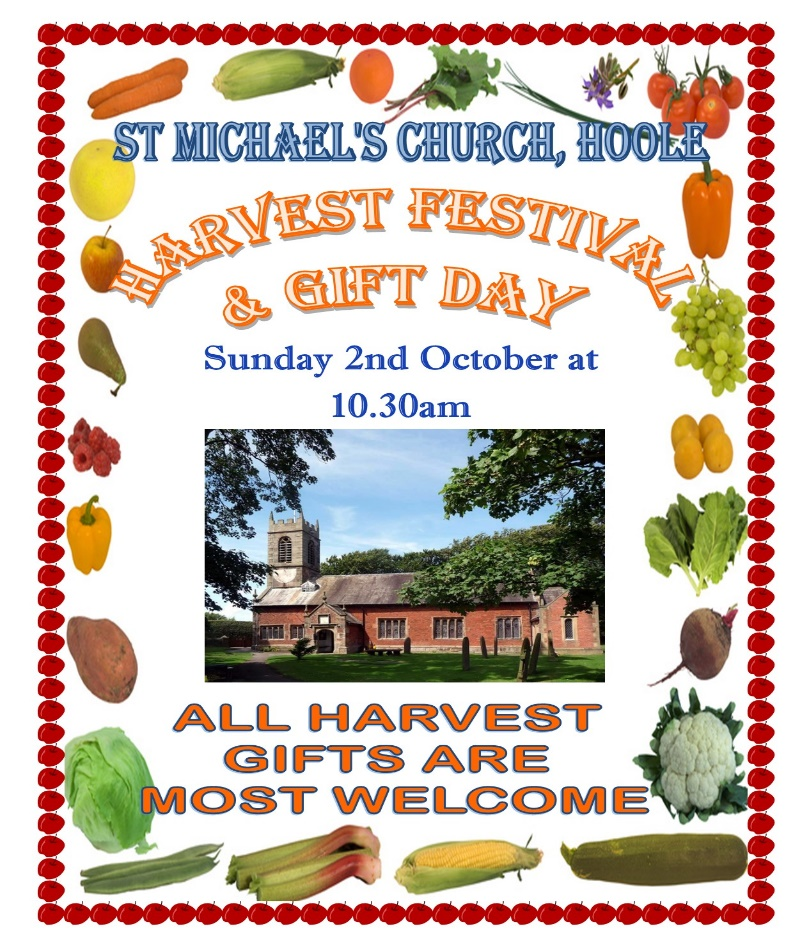 ST MICHAEL'S CHURCH, HOOLE
HARVEST FESTIVAL
& GIFT DAY
Sunday 2nd October at
10.30am
ALL HARVEST
GIFTS ARE
MOST WELCOME